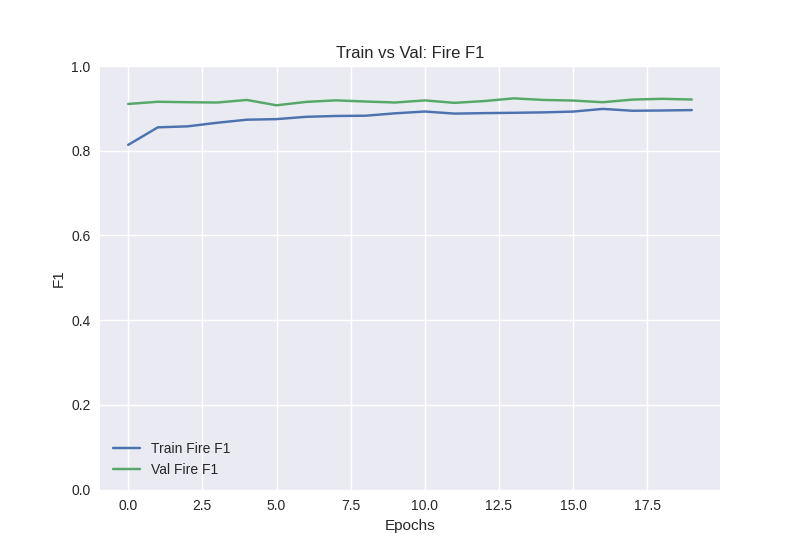 Train vs Val: Fire F1
1.0
0.8
0.6
0.4
0.2
0.0
F1
Train Fire F1
Val Fire F1
0.0 2.5 5.0 7.5 10.0 12.5 15.0 17.5
Epochs